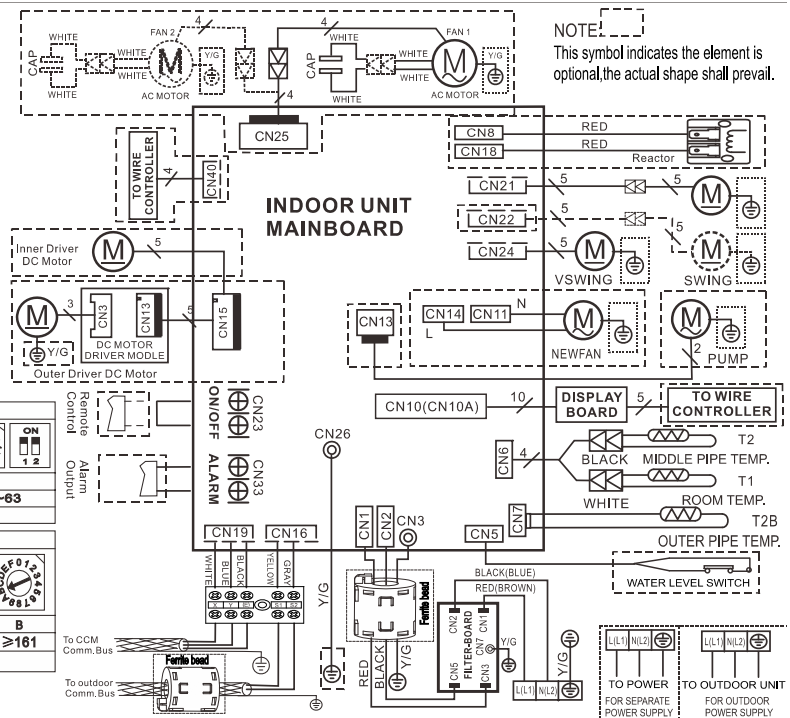 NOTE:
This symbol indicates the element is
optional,the actual shape shall prevail.
4
4
WHITE
FAN 2
CAP
WHITE
WHITE
WHITE
M
Y/G
AC MOTOR
4
WHITE
FAN 1
CAP
WHITE
WHITE
WHITE
M
Y/G
AC MOTOR
CN25
TO WIRE
CONTROLLER
4
CN40
INDOOR UNIT
MAINBOARD
CN8
RED
CN18
RED
Reactor
CN21
5
5
M
CN22
5
5
M
SWING
CN24
5
M
VSWING
Inner Driver
DC Motor
M
5
M
3
CN3
CN13
5
CN15
DC MOTOR
DRIVER MODLE
Y/G
Outer Driver DC Motor
CN13
CN14
CN11
N
L
M
NEWFAN
M
2
PUMP
Remote
Control
ON/OFF
CN23
Alarm
Output
ALARM
CN33
CN10(CN10A)
10
DISPLAY
BOARD
5
TO WIRE
CONTROLLER
CN6
4
BLACK
T2
MIDDLE PIPE TEMP.
WHITE
T1
ROOM TEMP.
CN7
T2B
OUTER PIPE TEMP.
CN5
WATER LEVEL SWITCH
ON
1 2
-63
B
≥161
CN26
Y/G
CN19
CN16
WHITE
BLUE
BLACK
YELLOW
GRAY
X Y (E) S1 S2
To CCM
Comm.Bus
Ferrite bead
To outdoor
Comm.Bus
CN1
CN2
CN3
Ferrite bead
RED
BLACK
Y/G
BLACK(BLUE)
RED(BROWN)
CN2
CN1
FILTER-BOARD
CN7
Y/G
CN5
CN3
Y/G
L(L1) N(L2)
L(L1) N(L2)
TO POWER
FOR SEPARATE
POWER SUPPLY
L(L1) N(L2)
TO OUTDOOR UNIT
FOR OUTDOOR
POWER SUPPLY